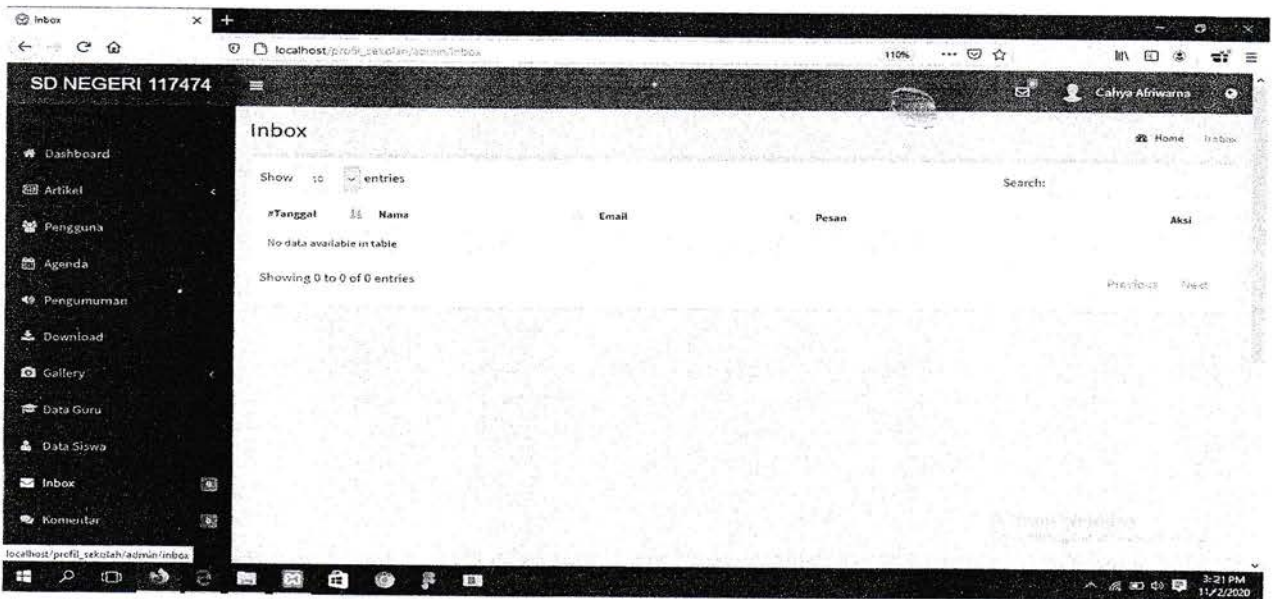 Inbox
localhost/profil_sekolah/admin/inbox
110%
SD NEGERI 117474
Cahya Afriwarna
Inbox
Home Inbox
Dashboard
Artikel
Pengguna
Agenda
Pengumuman
Download
Gallery
Data Guru
Data Siswa
Inbox 0
Komentar 0
Show 10 entries
Search:
#Tanggal Nama Email Pesan Aksi
No data available in table
Showing 0 to 0 of 0 entries
Previous Next
localhost/profil_sekolah/admin/inbox
3:21 PM
11/2/2020